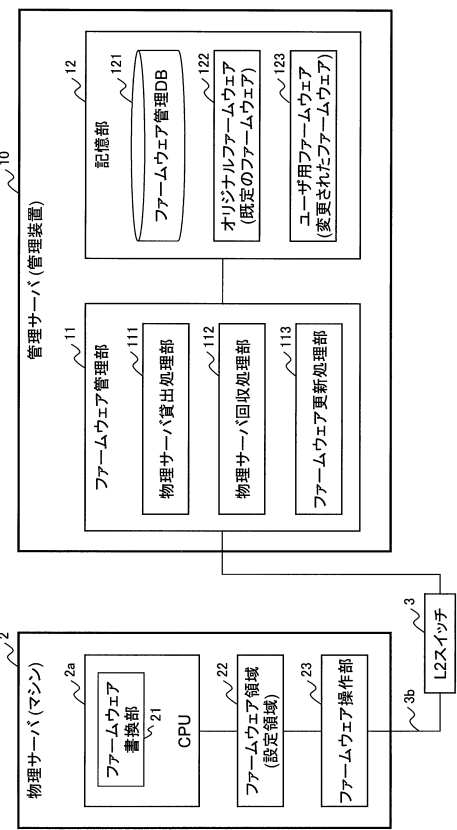 10
管理サーバ (管理装置)
11
ファームウェア管理部
111
物理サーバ貸出処理部
112
物理サーバ回収処理部
113
ファームウェア更新処理部
12
記憶部
121
ファームウェア管理DB
122
オリジナルファームウェア
(既定のファームウェア)
123
ユーザ用ファームウェア
(変更されたファームウェア)
2
物理サーバ (マシン)
2a
ファームウェア
書換部
21
CPU
22
ファームウェア領域
(設定領域)
23
ファームウェア操作部
3b
3
L2スイッチ